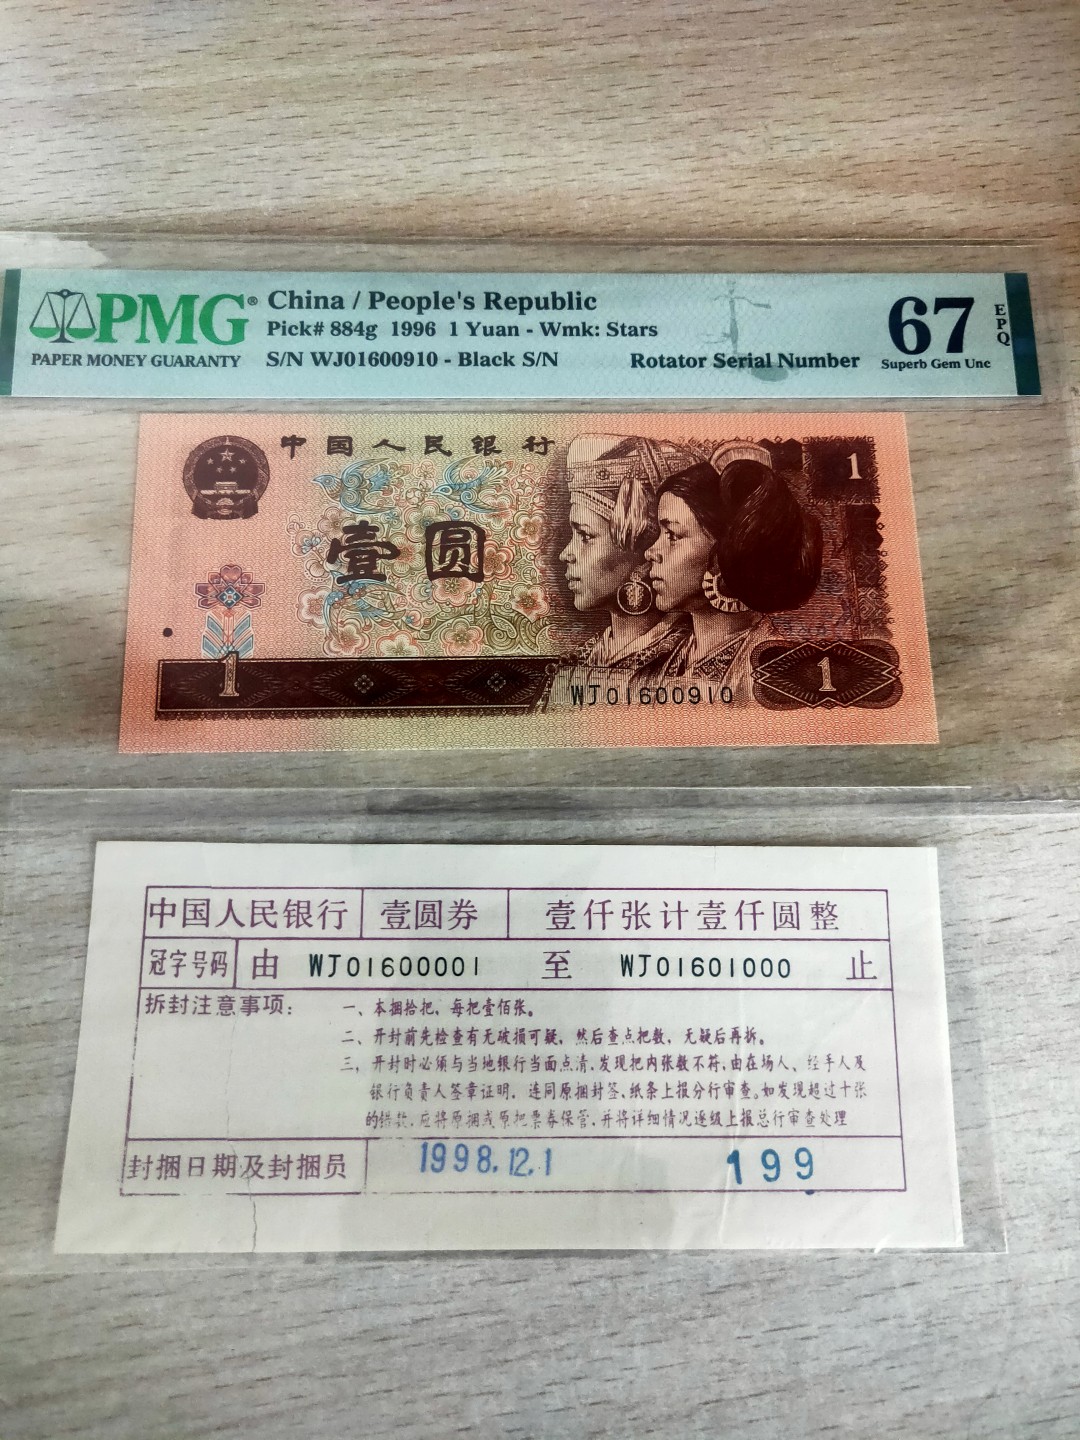 PMG®
PAPER MONEY GUARANTY
China / People's Republic
Pick# 884g 1996 1 Yuan - Wmk: Stars
S/N WJ01600910 - Black S/N
Rotator Serial Number
67
EPQ
Superb Gem Unc
中国人民银行
1
壹圆
1
WJ01600910
1
中国人民银行 壹圆券 壹仟张计壹仟圆整
冠字号码 由 WJ01600001 至 WJ01601000 止
拆封注意事项: 一、本捆拾把,每把壹佰张。
二、开封前先检查有无破损可疑,然后查点把数,无疑后再拆。
三、开封时必须与当地银行当面点清,发现把内张数不符,由在场人、经手人及
银行负责人签章证明,连同原捆封签、纸条上报分行审查。如发现超过十张
的错款,应将原捆或原把票券保管,并将详细情况逐级上报总行审查处理
封捆日期及封捆员 1998.12.1 199